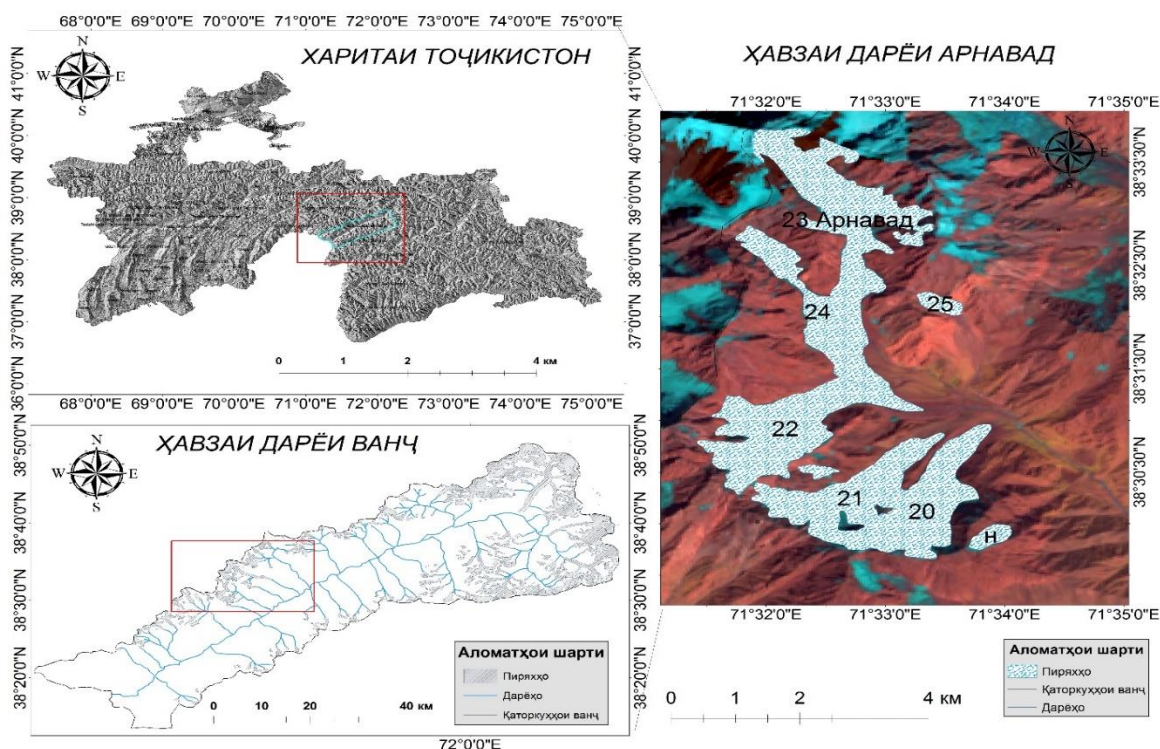 68°0'0"E 69°0'0"E 70°0'0"E 71°0'0"E 72°0'0"E 73°0'0"E 74°0'0"E 75°0'0"E
ХАРИТАИ ТОҶИКИСТОН
N
W E
S
41°0'0"N
40°0'0"N
39°0'0"N
38°0'0"N
37°0'0"N
36°0'0"N
0 1 2 4 км
68°0'0"E 69°0'0"E 70°0'0"E 71°0'0"E 72°0'0"E 73°0'0"E 74°0'0"E 75°0'0"E
ҲАВЗАИ ДАРЁИ ВАНҶ
N
W E
S
38°50'0"N
38°40'0"N
38°30'0"N
38°20'0"N
Аломатҳои шарти
Пиряхҳо
Дарёҳо
Қаторкуҳҳои ванҷ
0 10 20 40 км
72°0'0"E
ҲАВЗАИ ДАРЁИ АРНАВАД
71°32'0"E 71°33'0"E 71°34'0"E 71°35'0"E
N
W E
S
38°33'30"N
38°32'30"N
38°31'30"N
38°30'30"N
23 Арнавад
25
24
22
21
20
н
71°32'0"E 71°33'0"E 71°34'0"E 71°35'0"E
Аломатҳои шарти
Пиряхҳо
Қаторкуҳҳои ванҷ
Дарёҳо
0 1 2 4 км